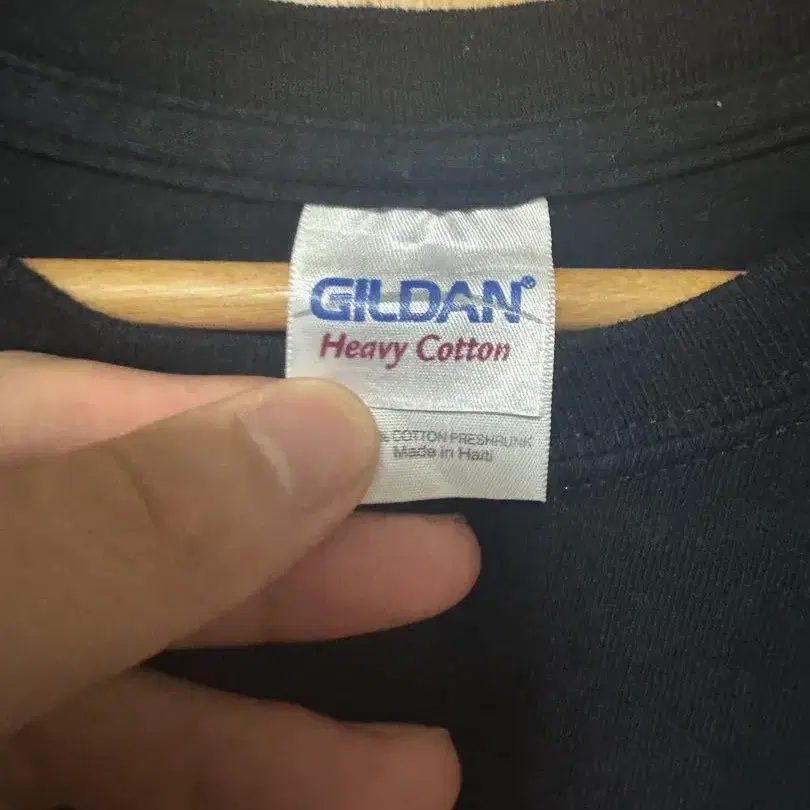 GILDAN®
Heavy Cotton
% COTTON PRESHRUNK
Made in Haiti